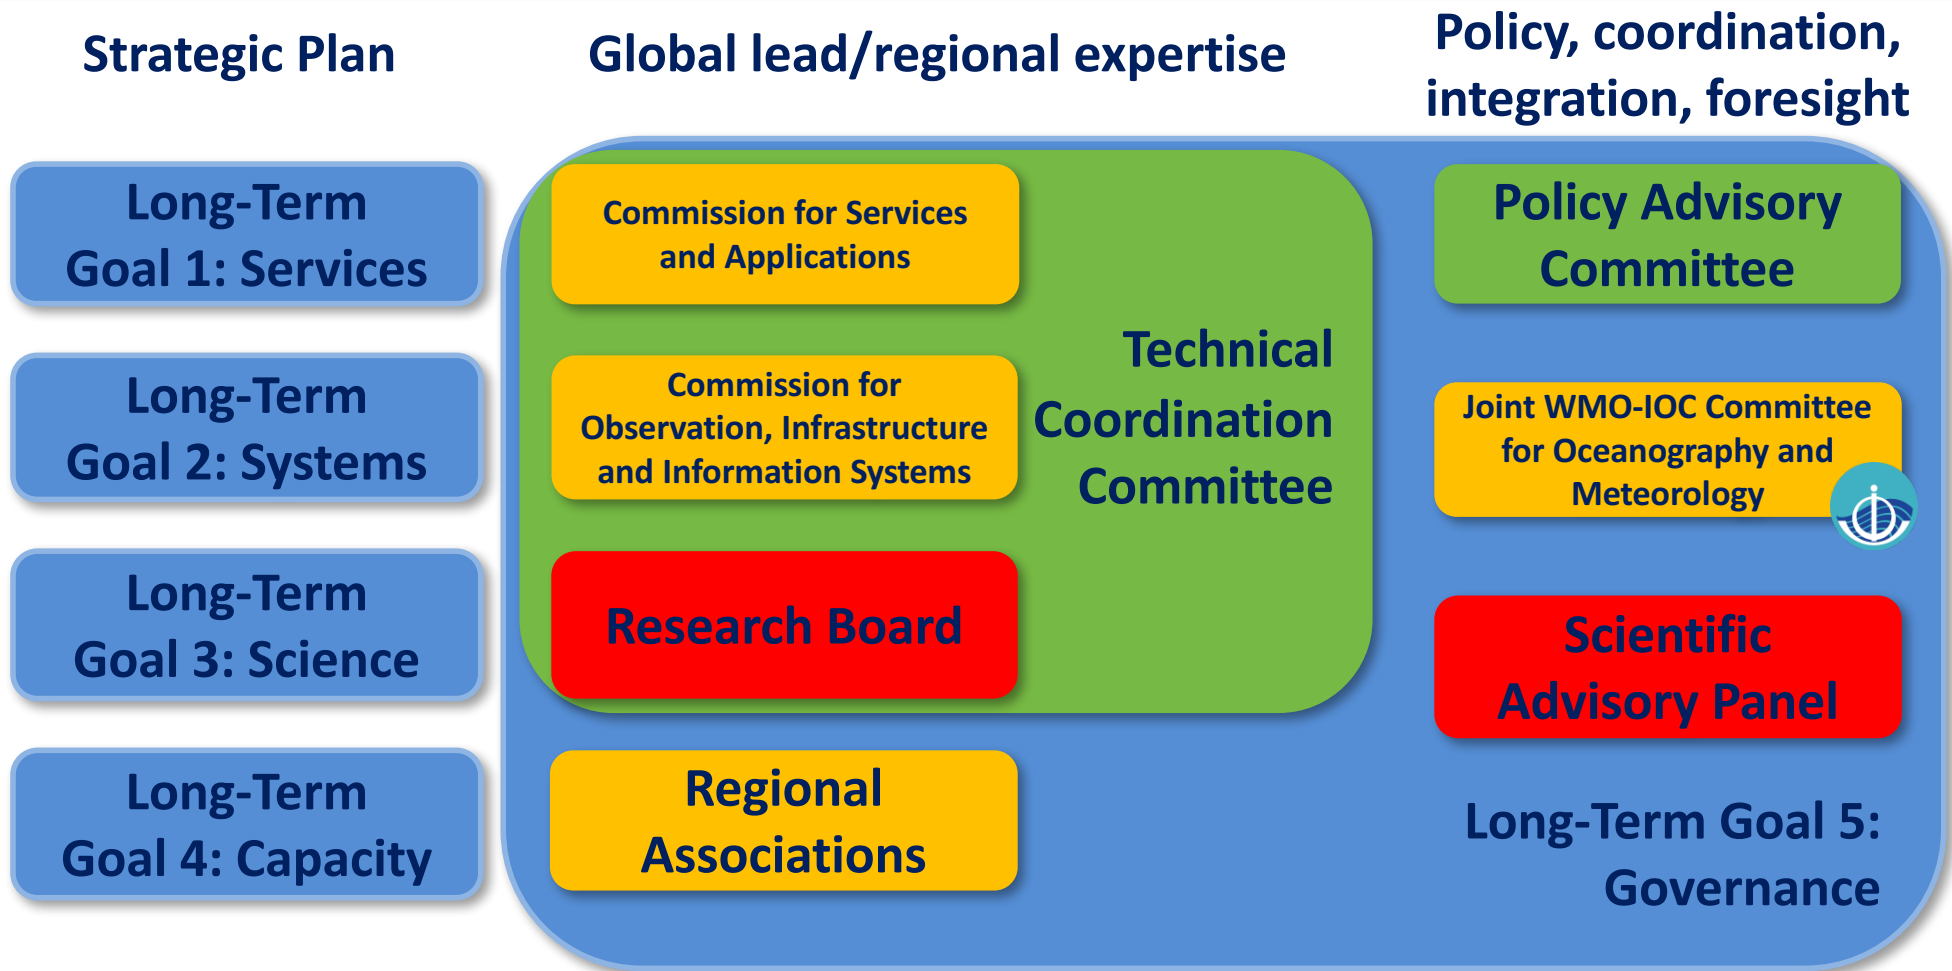 Strategic Plan
Global lead/regional expertise
Policy, coordination,
integration, foresight
Long-Term
Goal 1: Services
Commission for Services
and Applications
Policy Advisory
Committee
Long-Term
Goal 2: Systems
Commission for
Observation, Infrastructure
and Information Systems
Technical
Coordination
Committee
Joint WMO-IOC Committee
for Oceanography and
Meteorology
Long-Term
Goal 3: Science
Research Board
Scientific
Advisory Panel
Long-Term
Goal 4: Capacity
Regional
Associations
Long-Term Goal 5:
Governance